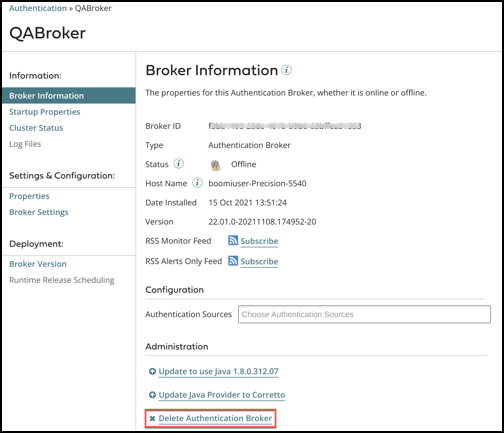 Authentication » QABroker
QABroker
Information:
Broker Information
Startup Properties
Cluster Status
Log Files
Settings & Configuration:
Properties
Broker Settings
Deployment:
Broker Version
Runtime Release Scheduling
Broker Information
The properties for this Authentication Broker, whether it is online or offline.
Broker ID
Type Authentication Broker
Status Offline
Host Name boomiuser-Precision-5540
Date Installed 15 Oct 2021 13:51:24
Version 22.01.0-20211108.174952-20
RSS Monitor Feed Subscribe
RSS Alerts Only Feed Subscribe
Configuration
Authentication Sources Choose Authentication Sources
Administration
Update to use Java 1.8.0.312.07
Update Java Provider to Corretto
Delete Authentication Broker